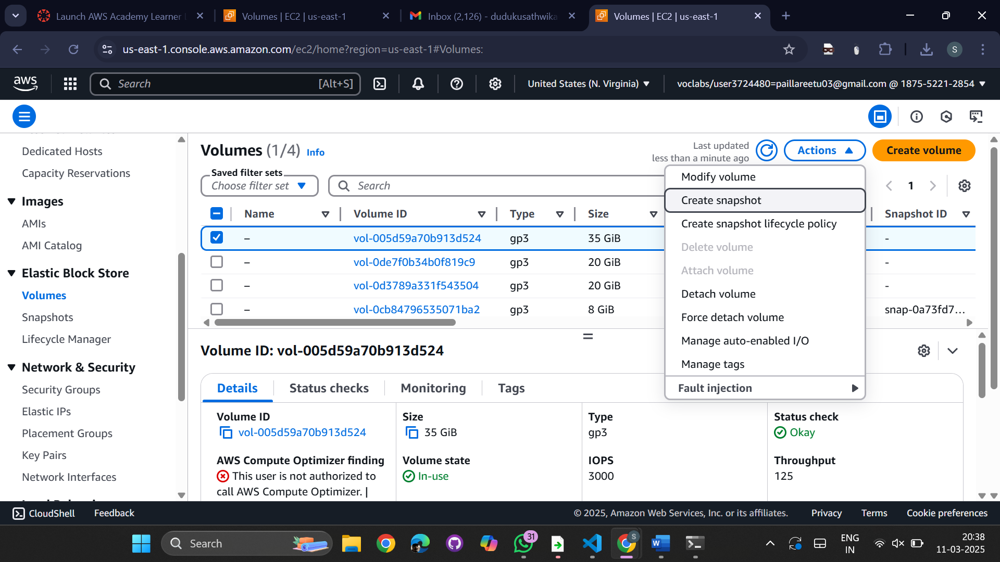 Launch AWS Academy Learner
Volumes | EC2 | us-east-1
Inbox (2,126) - dudukusathwika
Volumes | EC2 | us-east-1
us-east-1.console.aws.amazon.com/ec2/home?region=us-east-1#Volumes:
S
aws
Search
[Alt+S]
United States (N. Virginia)
voclabs/user3724480=paillareetu03@gmail.com @ 1875-5221-2854
Dedicated Hosts
Capacity Reservations
Images
AMIs
AMI Catalog
Elastic Block Store
Volumes
Snapshots
Lifecycle Manager
Network & Security
Security Groups
Elastic IPs
Placement Groups
Key Pairs
Network Interfaces
Volumes (1/4) Info
Last updated
less than a minute ago
Actions
Create volume
Saved filter sets
Choose filter set
Search
1
Name Volume ID Type Size Snapshot ID
– vol-005d59a70b913d524 gp3 35 GiB -
– vol-0de7f0b34b0f819c9 gp3 20 GiB -
– vol-0d3789a331f543504 gp3 20 GiB -
– vol-0cb84796535071ba2 gp3 8 GiB snap-0a73fd7...
Modify volume
Create snapshot
Create snapshot lifecycle policy
Delete volume
Attach volume
Detach volume
Force detach volume
Manage auto-enabled I/O
Manage tags
Fault injection
Volume ID: vol-005d59a70b913d524
Details Status checks Monitoring Tags
Volume ID
vol-005d59a70b913d524
Size
35 GiB
Type
gp3
Status check
Okay
AWS Compute Optimizer finding
This user is not authorized to
call AWS Compute Optimizer. |
Volume state
In-use
IOPS
3000
Throughput
125
CloudShell Feedback
© 2025, Amazon Web Services, Inc. or its affiliates. Privacy Terms Cookie preferences
Search
31
S
ENG
IN
20:38
11-03-2025